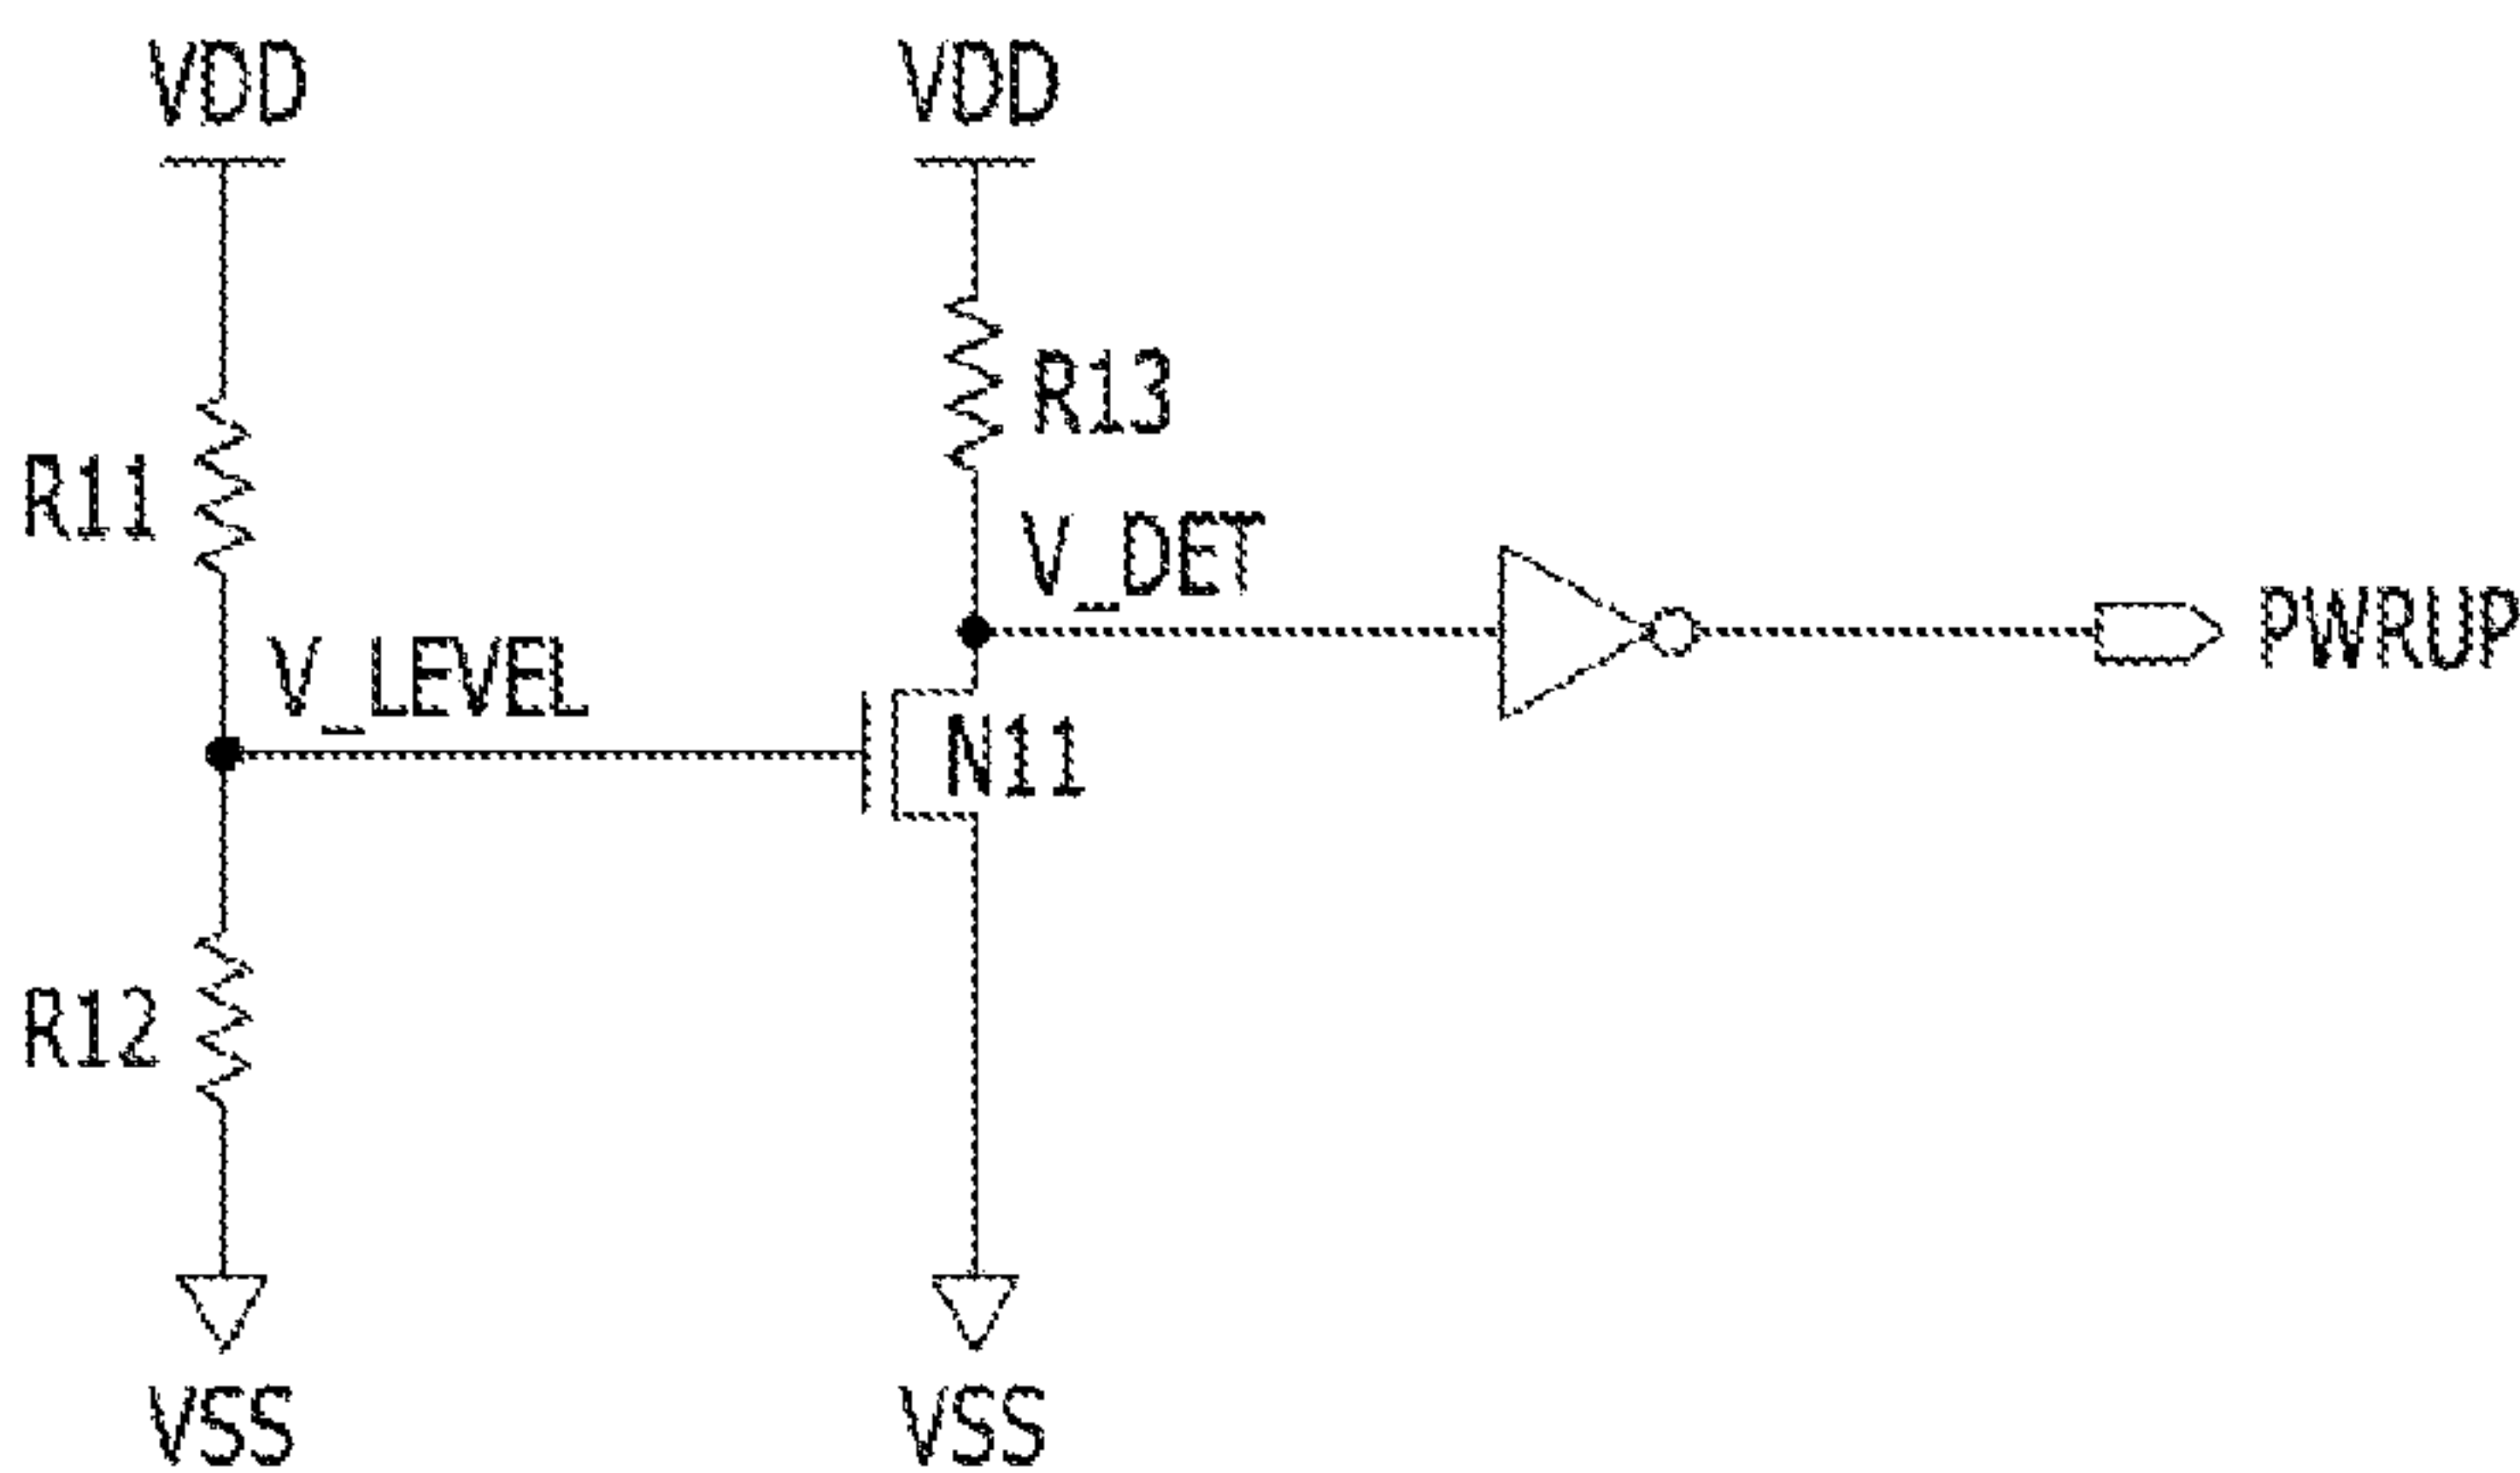 VDD
VDD
R13
R11
V_DET
PWRUP
V_LEVEL
N11
R12
VSS
VSS